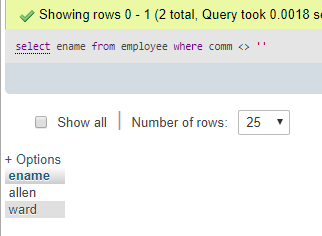 Showing rows 0 - 1 (2 total, Query took 0.0018 s
select ename from employee where comm <> ''
Show all | Number of rows: 25
+ Options
ename
allen
ward